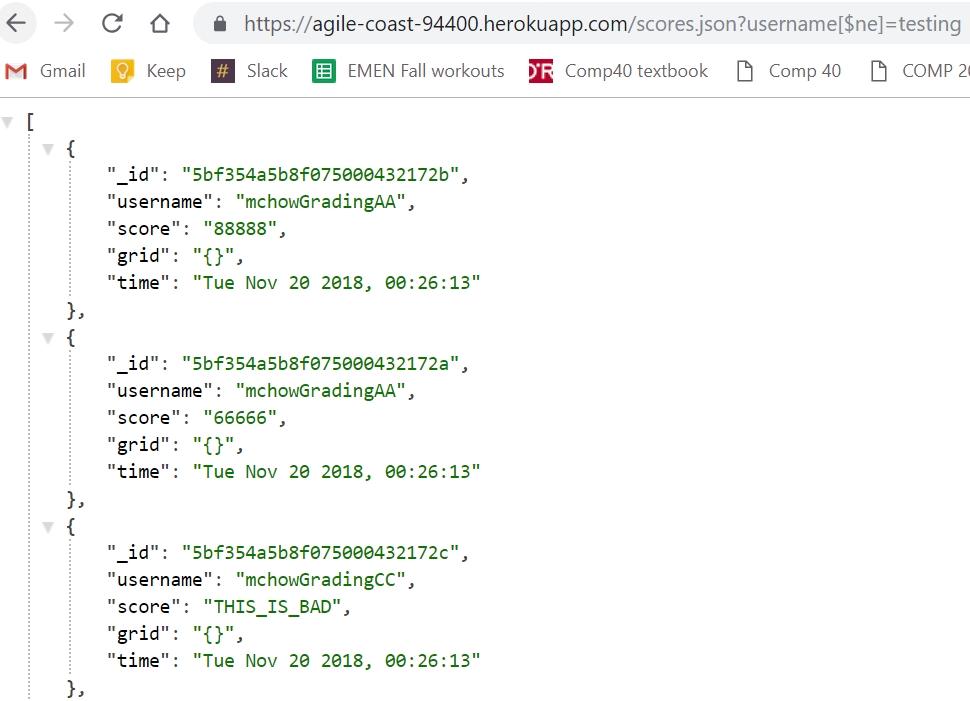 https://agile-coast-94400.herokuapp.com/scores.json?username[$ne]=testing
Gmail Keep # Slack EMEN Fall workouts Comp40 textbook Comp 40 COMP 20
[
{
"_id": "5bf354a5b8f075000432172b",
"username": "mchowGradingAA",
"score": "88888",
"grid": "{}",
"time": "Tue Nov 20 2018, 00:26:13"
},
{
"_id": "5bf354a5b8f075000432172a",
"username": "mchowGradingAA",
"score": "66666",
"grid": "{}",
"time": "Tue Nov 20 2018, 00:26:13"
},
{
"_id": "5bf354a5b8f075000432172c",
"username": "mchowGradingCC",
"score": "THIS_IS_BAD",
"grid": "{}",
"time": "Tue Nov 20 2018, 00:26:13"
},